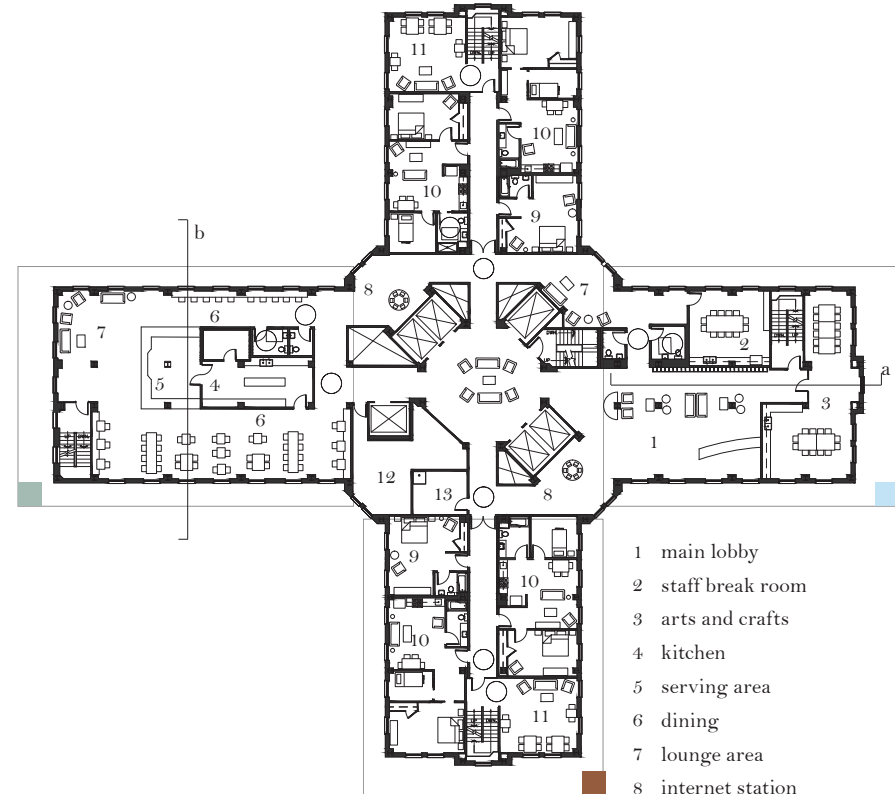 11
10
10
9
b
8
7
6
7
2
5
4
a
3
6
1
12
13
8
9
10
10
11
1 main lobby
2 staff break room
3 arts and crafts
4 kitchen
5 serving area
6 dining
7 lounge area
8 internet station